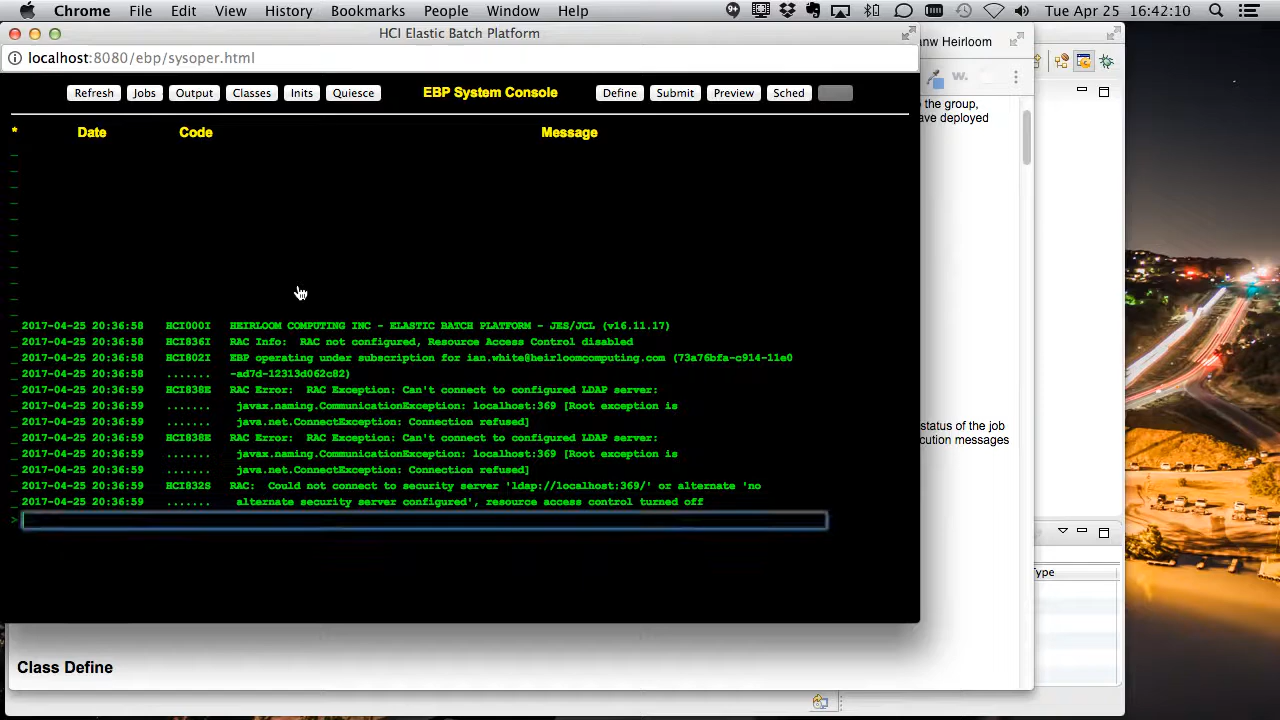 Chrome File Edit View History Bookmarks People Window Help 9+ Tue Apr 25 16:42:10
HCI Elastic Batch Platform
anw Heirloom
localhost:8080/ebp/sysoper.html
w.
Refresh Jobs Output Classes Inits Quiesce EBP System Console Define Submit Preview Sched
o the group,
ave deployed
* Date Code Message
2017-04-25 20:36:58 HCI000I HEIRLOOM COMPUTING INC - ELASTIC BATCH PLATFORM - JES/JCL (v16.11.17)
2017-04-25 20:36:58 HCI836I RAC Info: RAC not configured, Resource Access Control disabled
2017-04-25 20:36:58 HCI802I EBP operating under subscription for ian.white@heirloomcomputing.com (73a76bfa-c914-11e0
2017-04-25 20:36:58 ....... -ad7d-12313d062c82)
2017-04-25 20:36:59 HCI838E RAC Error: RAC Exception: Can't connect to configured LDAP server:
2017-04-25 20:36:59 ....... javax.naming.CommunicationException: localhost:369 [Root exception is
2017-04-25 20:36:59 ....... java.net.ConnectException: Connection refused]
2017-04-25 20:36:59 HCI838E RAC Error: RAC Exception: Can't connect to configured LDAP server:
2017-04-25 20:36:59 ....... javax.naming.CommunicationException: localhost:369 [Root exception is
2017-04-25 20:36:59 ....... java.net.ConnectException: Connection refused]
2017-04-25 20:36:59 HCI832S RAC: Could not connect to security server 'ldap://localhost:369/' or alternate 'no
2017-04-25 20:36:59 ....... alternate security server configured', resource access control turned off
>
status of the job
cution messages
Type
Class Define